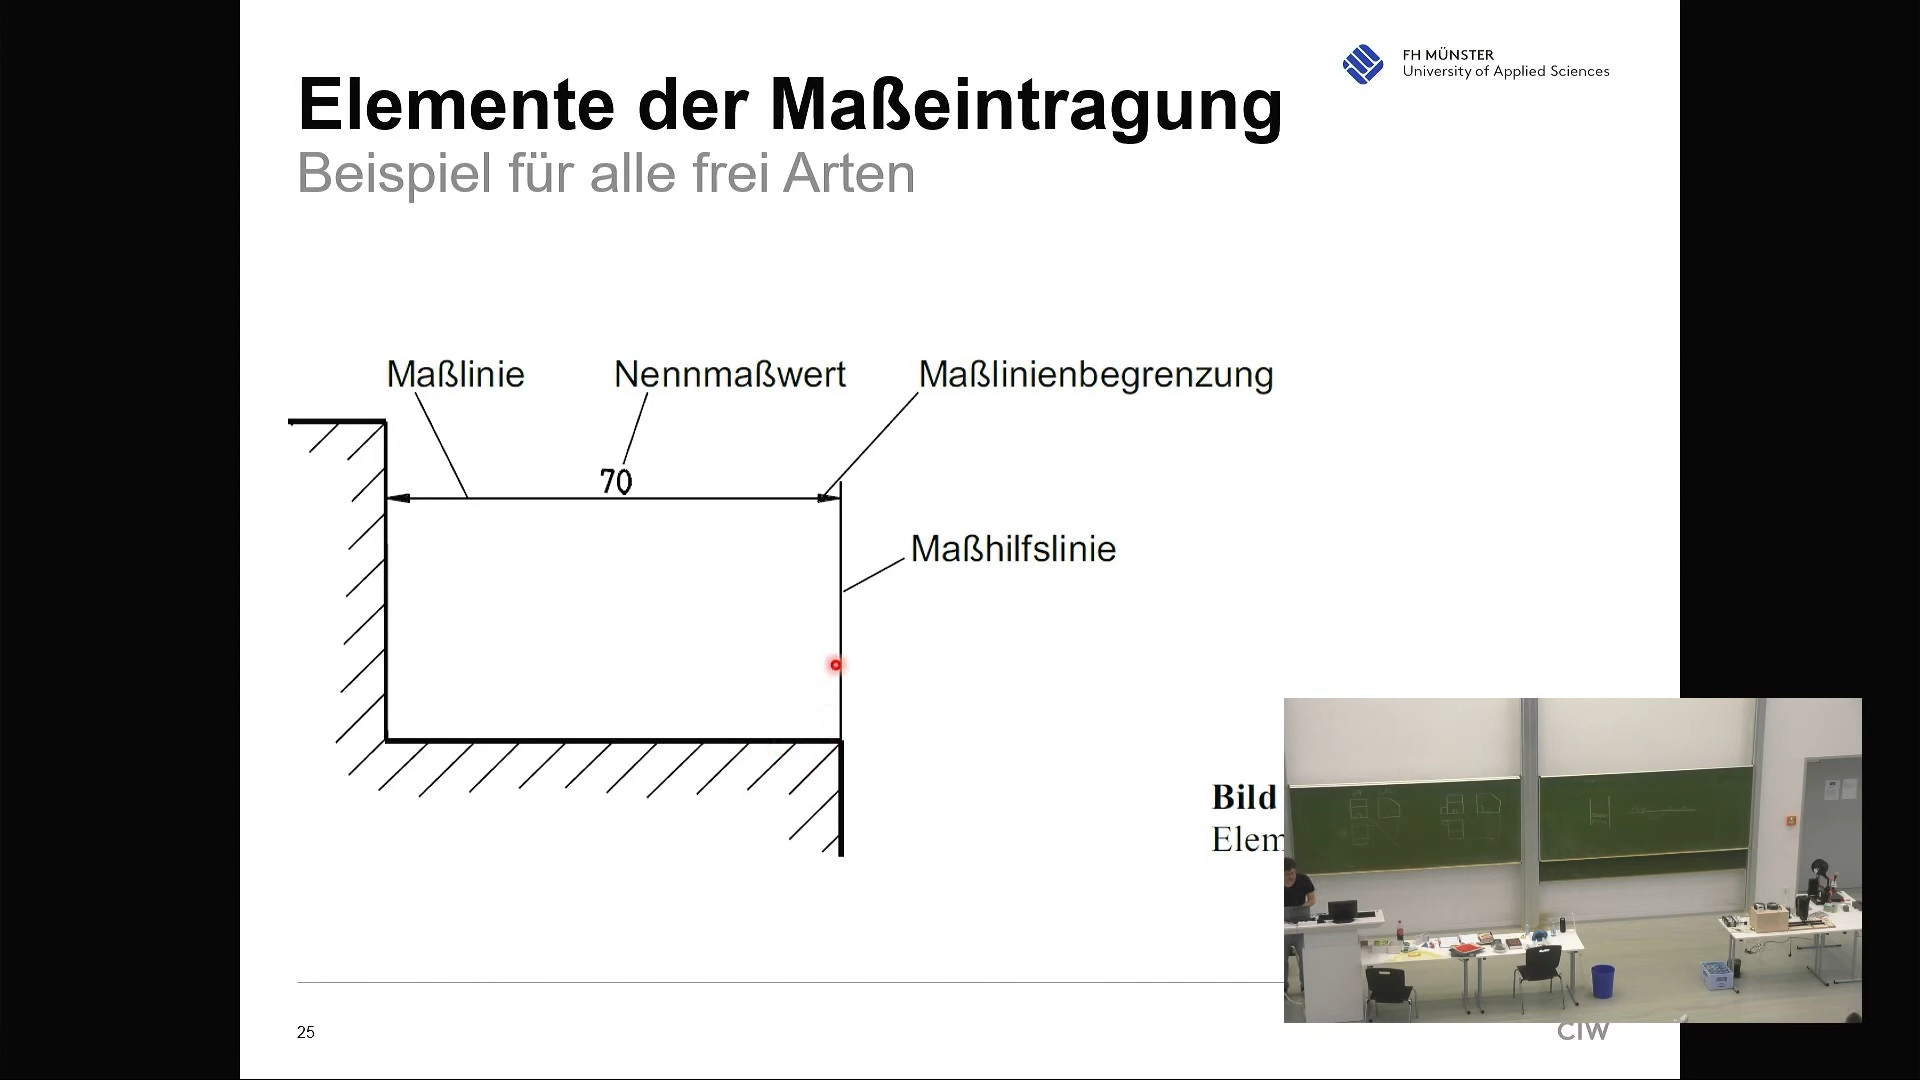 FH MÜNSTER
University of Applied Sciences
Elemente der Maßeintragung
Beispiel für alle frei Arten
Maßlinie
Nennmaßwert
Maßlinienbegrenzung
70
Maßhilfslinie
Bild
Elem
25
CIW